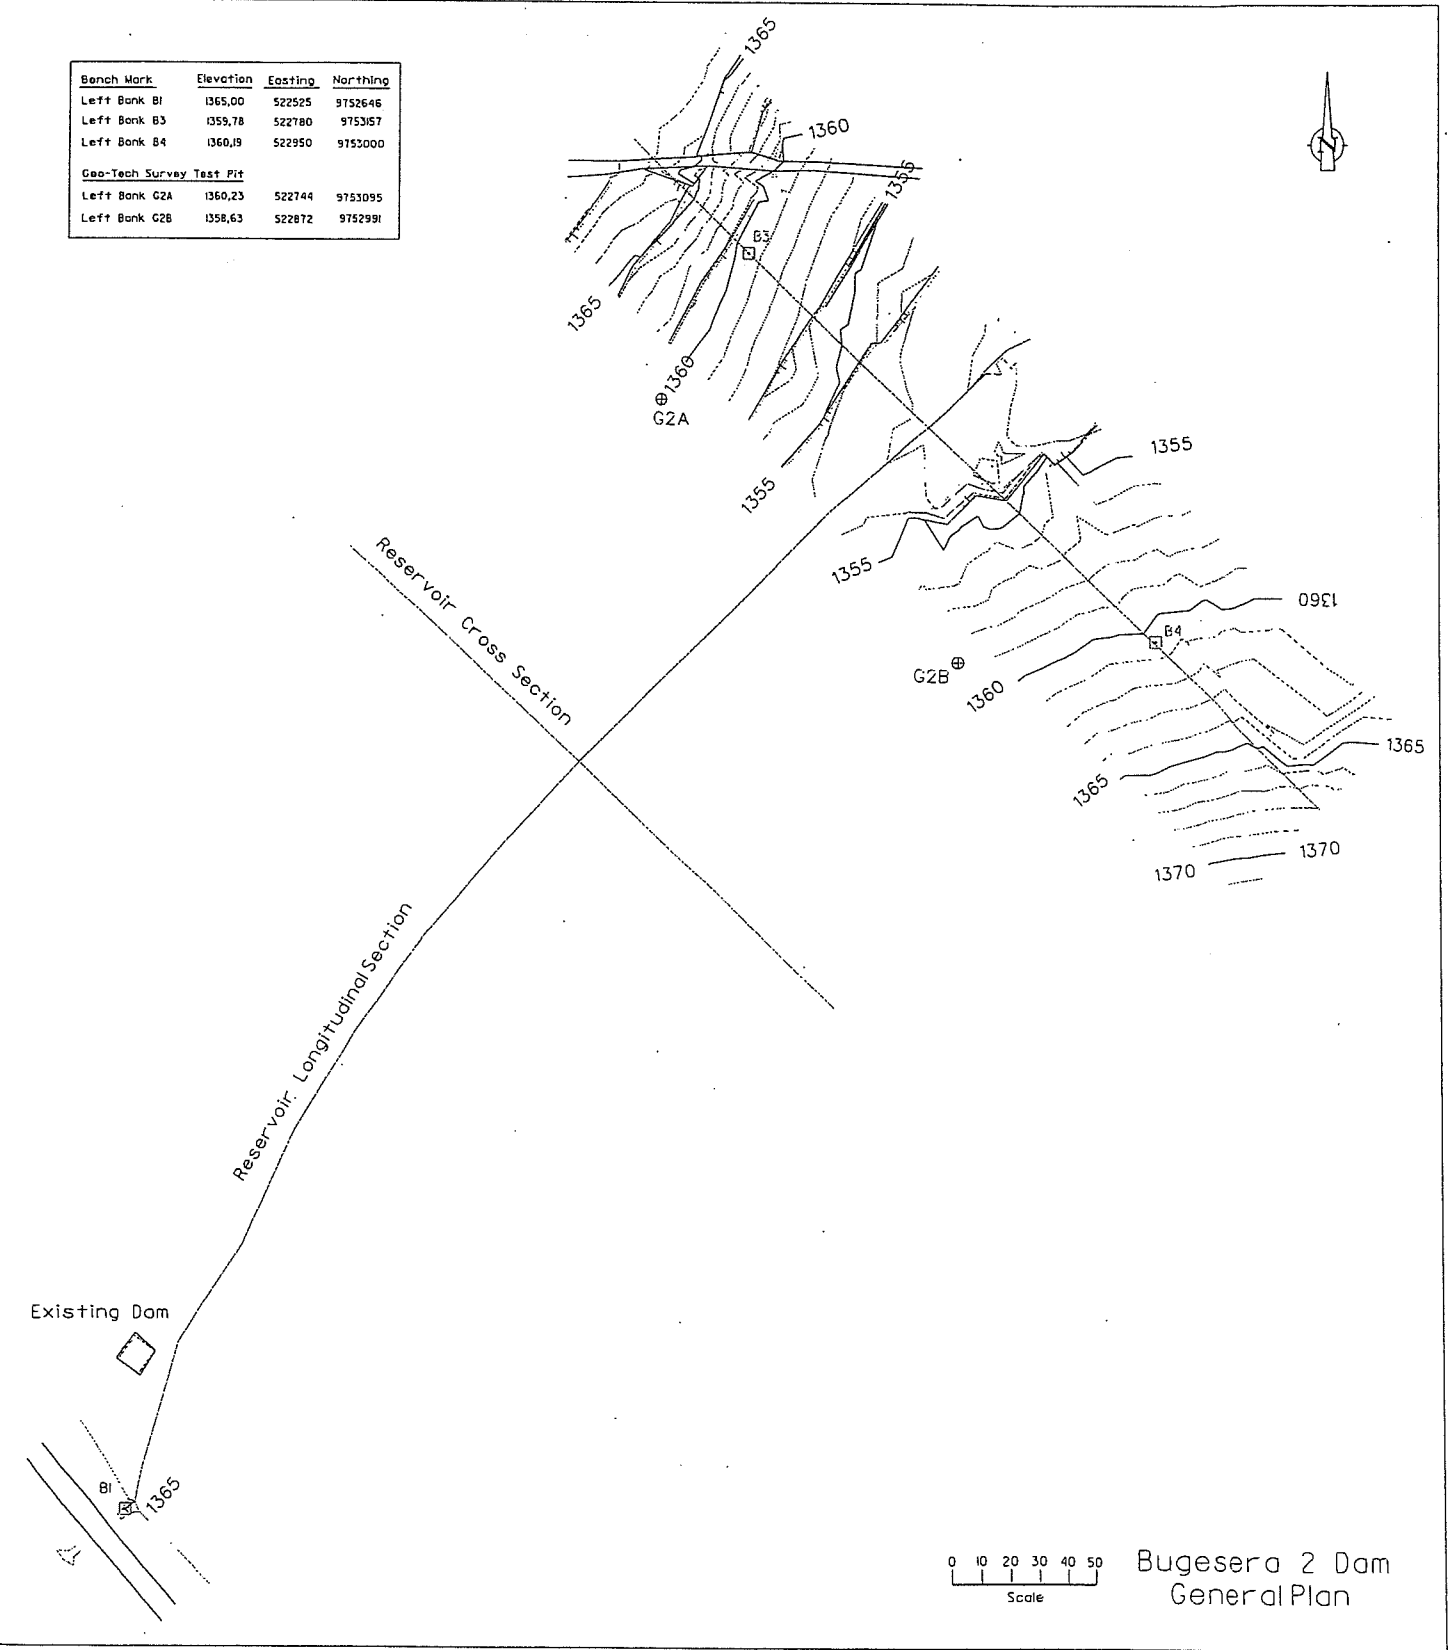 Bench Mark Elevation Easting Northing
Left Bank B1 1365,00 522525 9752646
Left Bank B3 1359,78 522780 9753157
Left Bank B4 1360,19 522950 9753000
Geo-Tech Survey Test Pit
Left Bank G2A 1360,23 522744 9753095
Left Bank G2B 1358,63 522872 9752991
1365
1360
N
1355
B3
1365
1360
G2A
1355
1355
1355
Reservoir Cross Section
1360
B4
G2B
1360
1365
1365
1370
1370
Reservoir Longitudinal Section
Existing Dam
B1
1365
0 10 20 30 40 50
Scale
Bugesera 2 Dam
General Plan